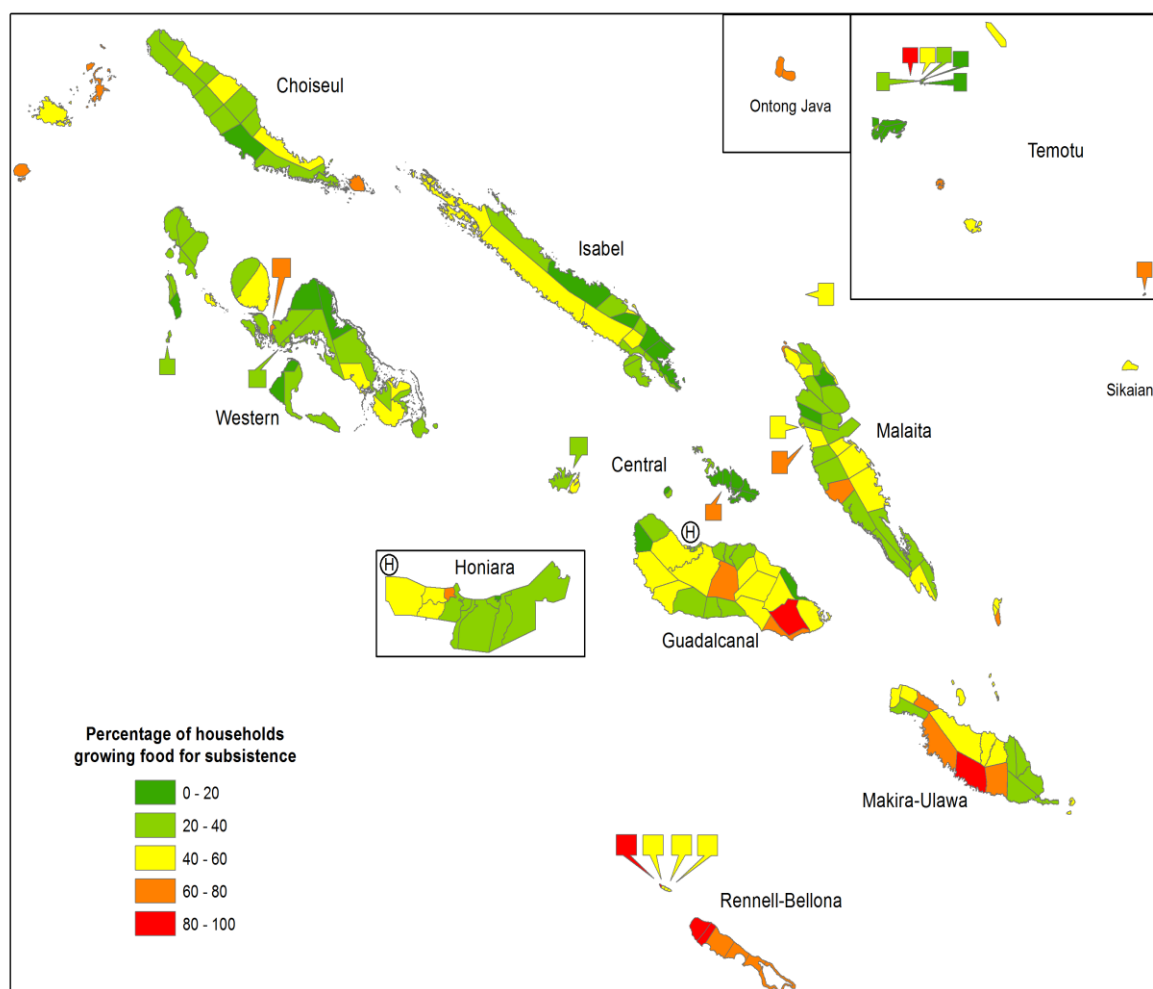 Choiseul
Ontong Java
Temotu
Isabel
Western
Sikaian
Malaita
Central
H
H
Honiara
Guadalcanal
Percentage of households
growing food for subsistence
0 - 20
20 - 40
40 - 60
60 - 80
80 - 100
Makira-Ulawa
Rennell-Bellona